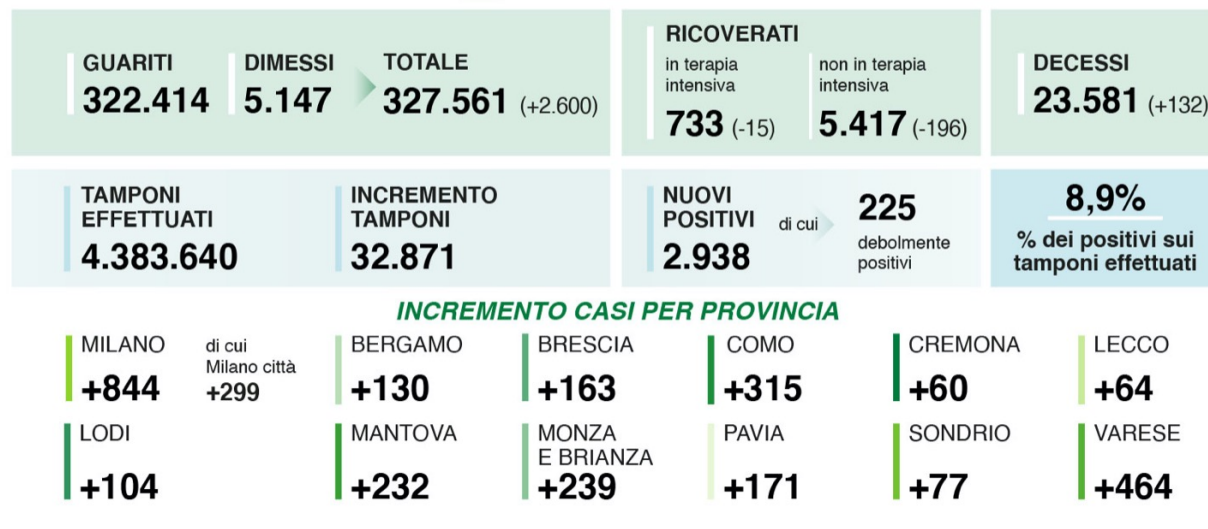 GUARITI
322.414
DIMESSI
5.147
TOTALE
327.561 (+2.600)
RICOVERATI
in terapia
intensiva
733 (-15)
non in terapia
intensiva
5.417 (-196)
DECESSI
23.581 (+132)
TAMPONI
EFFETTUATI
4.383.640
INCREMENTO
TAMPONI
32.871
NUOVI
POSITIVI
2.938
di cui
225
debolmente
positivi
8,9%
% dei positivi sui
tamponi effettuati
INCREMENTO CASI PER PROVINCIA
MILANO
+844
di cui
Milano città
+299
BERGAMO
+130
BRESCIA
+163
COMO
+315
CREMONA
+60
LECCO
+64
LODI
+104
MANTOVA
+232
MONZA
E BRIANZA
+239
PAVIA
+171
SONDRIO
+77
VARESE
+464